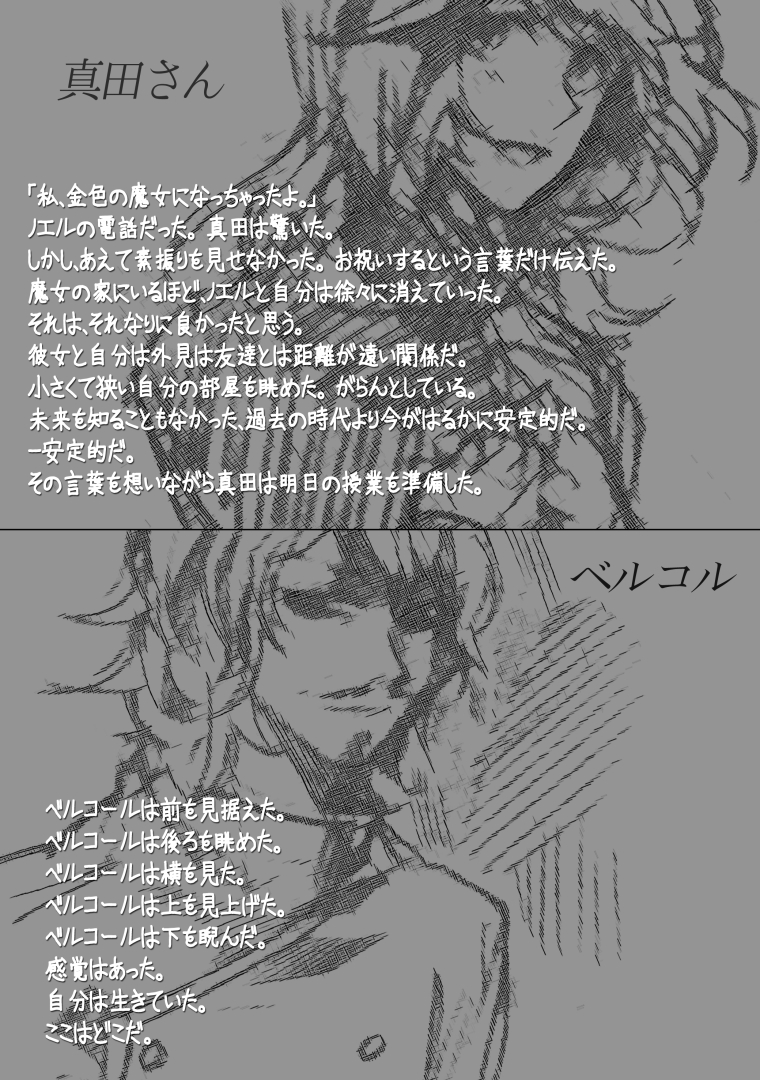 真田さん
「私、金色の魔女になっちゃったよ。」
ノエルの電話だった。真田は驚いた。
しかし、あえて素振りを見せなかった。お祝いするという言葉だけ伝えた。
魔女の家にいるほど、ノエルと自分は徐々に消えていった。
それは、それなりに良かったと思う。
彼女と自分は外見は友達とは距離が遠い関係だ。
小さくて狭い自分の部屋を眺めた。がらんとしている。
未来を知ることもなかった、過去の時代より今がはるかに安定的だ。
ー安定的だ。
その言葉を想いながら真田は明日の授業を準備した。
ベルコル
ベルコールは前を見据えた。
ベルコールは後ろを眺めた。
ベルコールは横を見た。
ベルコールは上を見上げた。
ベルコールは下を睨んだ。
感覚はあった。
自分は生きていた。
ここはどこだ。